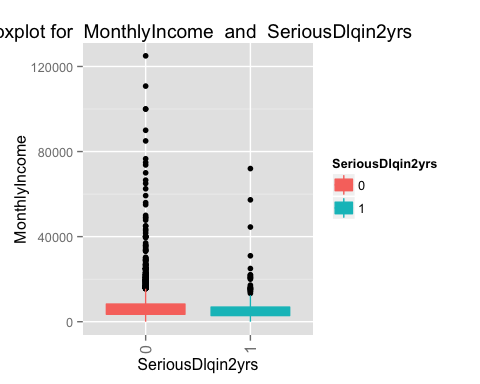 oxplot for MonthlyIncome and SeriousDlqin2yrs
120000
80000
40000
0
MonthlyIncome
0
1
SeriousDlqin2yrs
SeriousDlqin2yrs
0
1